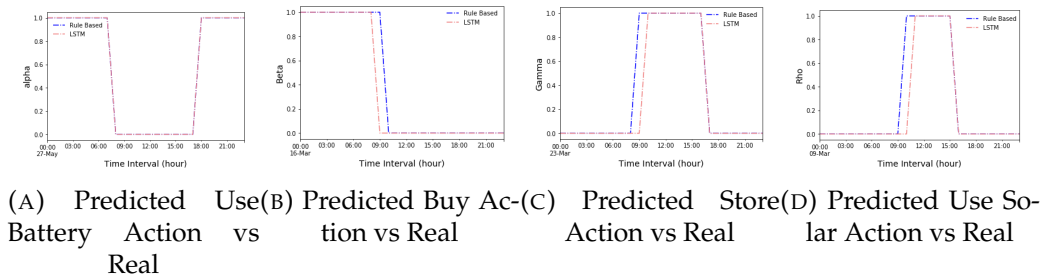 Rule Based
LSTM
1.0
0.8
0.6
0.4
0.2
0.0
alpha
00:00 03:00 06:00 09:00 12:00 15:00 18:00 21:00
27-May
Time Interval (hour)
Rule Based
LSTM
1.0
0.8
0.6
0.4
0.2
0.0
Beta
00:00 03:00 06:00 09:00 12:00 15:00 18:00 21:00
16-Mar
Time Interval (hour)
Rule Based
LSTM
1.0
0.8
0.6
0.4
0.2
0.0
Gamma
00:00 03:00 06:00 09:00 12:00 15:00 18:00 21:00
23-Mar
Time Interval (hour)
Rule Based
LSTM
1.0
0.8
0.6
0.4
0.2
0.0
Rho
00:00 03:00 06:00 09:00 12:00 15:00 18:00 21:00
09-Mar
Time Interval (hour)
(A) Predicted Use
Battery Action vs
Real
(B) Predicted Buy Ac-
tion vs Real
(C) Predicted Store
Action vs Real
(D) Predicted Use So-
lar Action vs Real